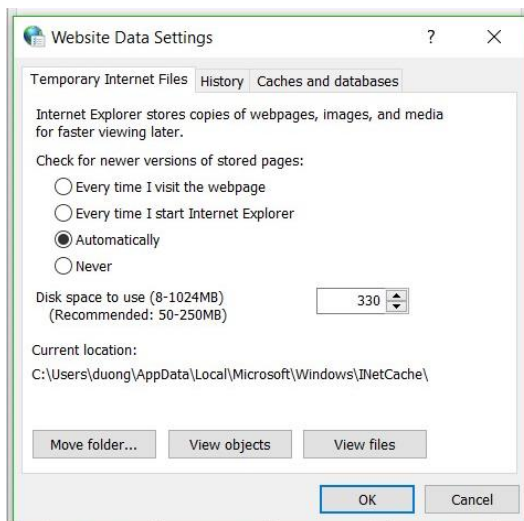 Website Data Settings
Temporary Internet Files History Caches and databases
Internet Explorer stores copies of webpages, images, and media
for faster viewing later.
Check for newer versions of stored pages:
Every time I visit the webpage
Every time I start Internet Explorer
Automatically
Never
Disk space to use (8-1024MB)
330
(Recommended: 50-250MB)
Current location:
C:\Users\duong\AppData\Local\Microsoft\Windows\INetCache\
Move folder... View objects View files
OK Cancel